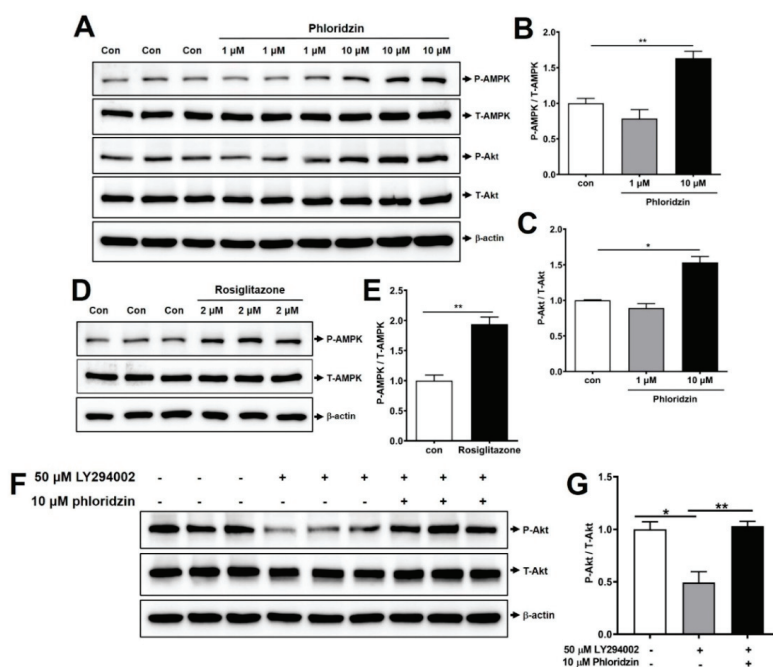 A
Phloridzin
Con Con Con 1 μM 1 μM 1 μM 10 μM 10 μM 10 μM
P-AMPK
T-AMPK
P-Akt
T-Akt
β-actin
B
P-AMPK / T-AMPK
2.0
1.5
1.0
0.5
0.0
**
con 1 μM 10 μM
Phloridzin
C
P-Akt / T-Akt
2.0
1.5
1.0
0.5
0.0
*
con 1 μM 10 μM
Phloridzin
D
Rosiglitazone
Con Con Con 2 μM 2 μM 2 μM
P-AMPK
T-AMPK
β-actin
E
P-AMPK / T-AMPK
2.5
2.0
1.5
1.0
0.5
0.0
**
con Rosiglitazone
F
50 μM LY294002 - - - + + + + + +
10 μM phloridzin - - - - - - + + +
P-Akt
T-Akt
β-actin
G
P-Akt / T-Akt
1.5
1.0
0.5
0.0
* **
50 μM LY294002 - + +
10 μM Phloridzin - - +